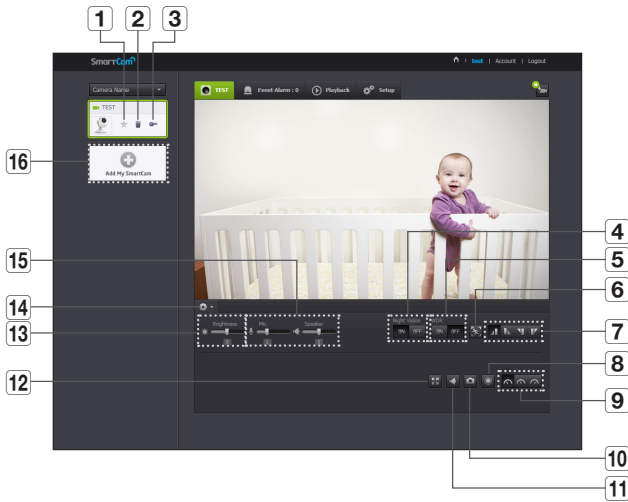 1 2 3
SmartCam
test | Account | Logout
Camera Name
TEST
Event Alarm : 0
Playback
Setup
TEST
16
Add My SmartCam
4
5
6
15
14
Brightness
Mic
Speaker
Night Vision
WDR
ON OFF
ON OFF
13
7
8
12
9
10
11